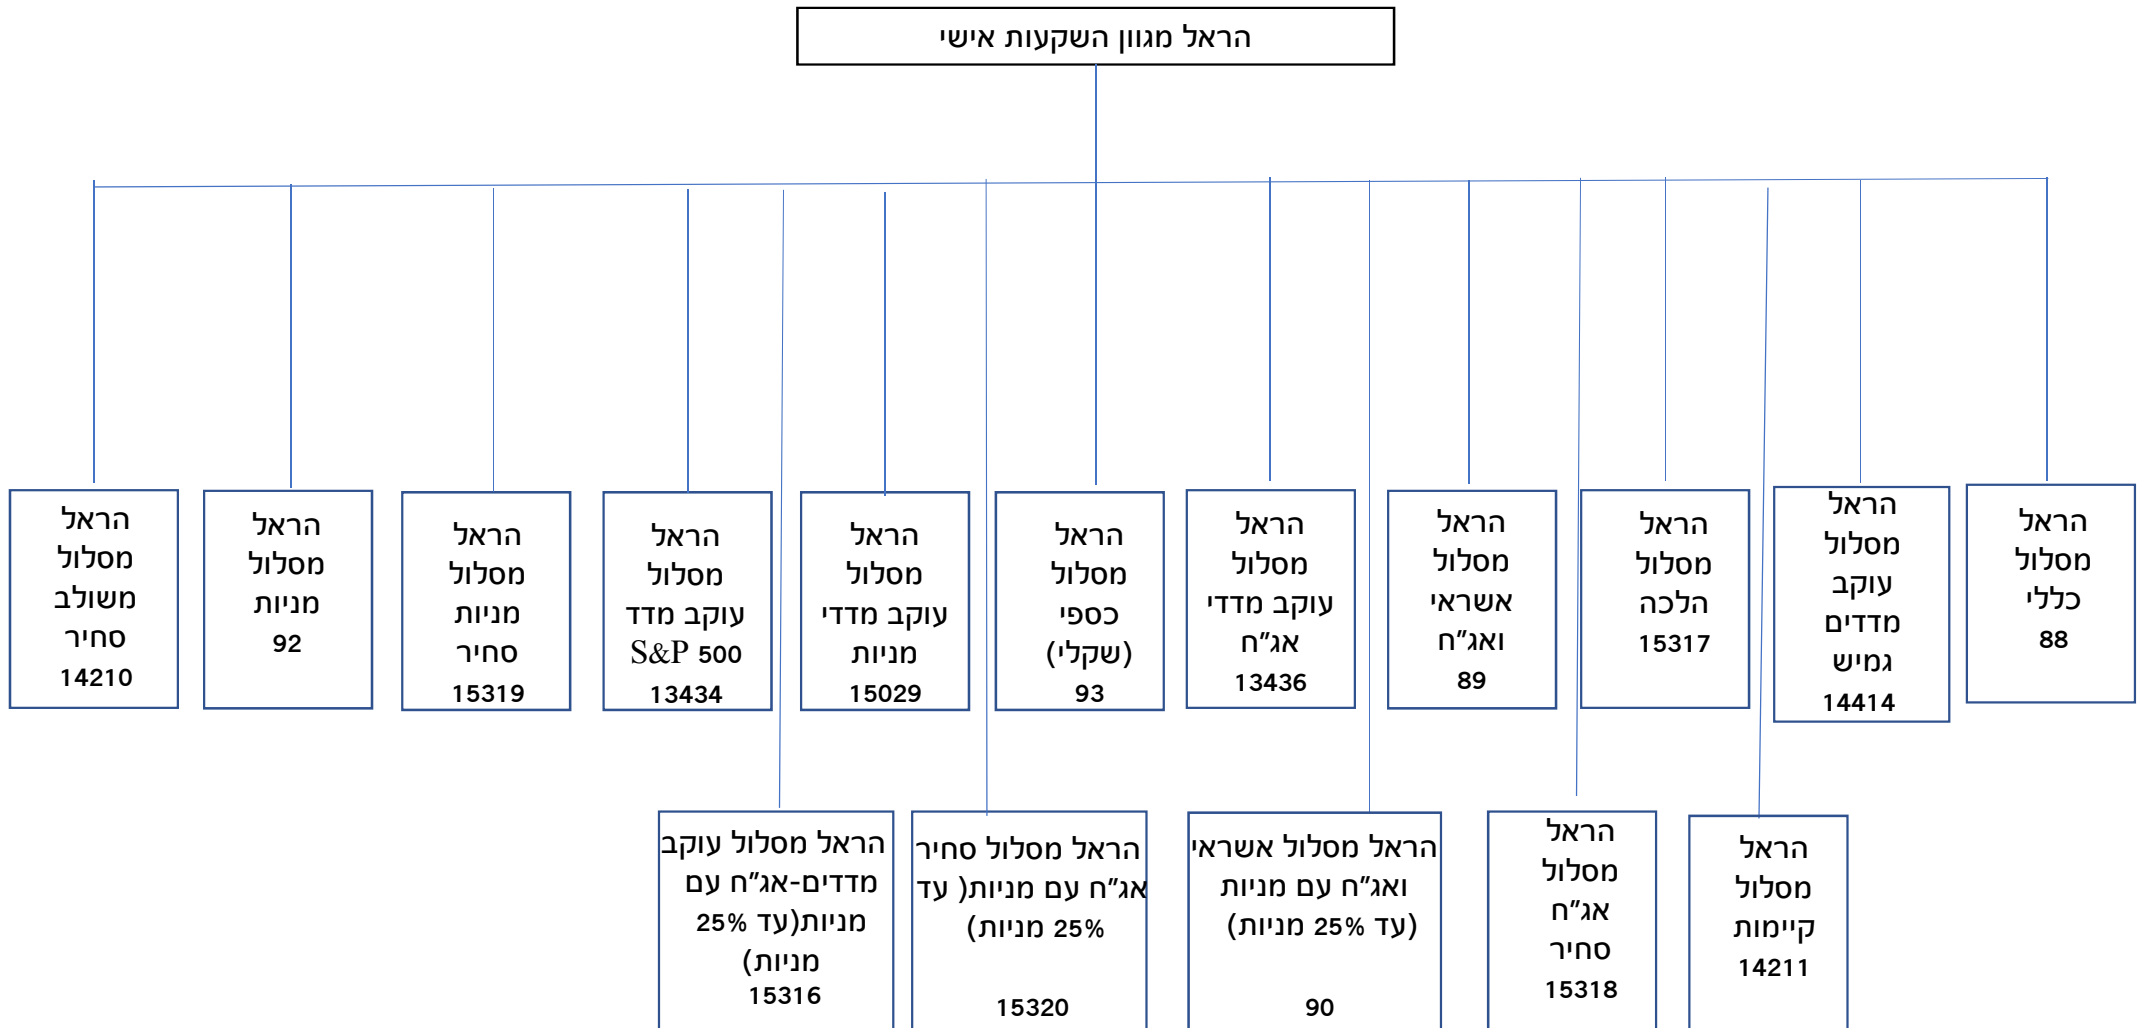 הראל מגוון השקעות אישי
הראל
מסלול
כללי
88
הראל
מסלול
עוקב
מדדים
גמיש
14414
הראל
מסלול
הלכה
15317
הראל
מסלול
אשראי
ואג"ח
89
הראל
מסלול
עוקב מדדי
אג"ח
13436
הראל
מסלול
כספי
(שקלי)
93
הראל
מסלול
עוקב מדדי
מניות
15029
הראל
מסלול
עוקב מדד
S&P 500
13434
הראל
מסלול
מניות
סחיר
15319
הראל
מסלול
מניות
92
הראל
מסלול
משולב
סחיר
14210
הראל
מסלול
קיימות
14211
הראל
מסלול
אג"ח
סחיר
15318
הראל מסלול אשראי
ואג"ח עם מניות
(עד 25% מניות)
90
הראל מסלול סחיר
אג"ח עם מניות( עד
25% מניות)
15320
הראל מסלול עוקב
מדדים-אג"ח עם
מניות(עד 25%
מניות)
15316